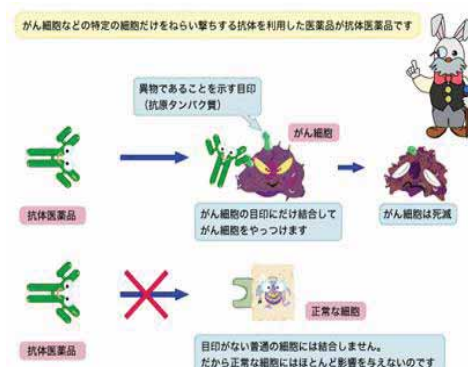 がん細胞などの特定の細胞だけをねらい撃ちする抗体を利用した医薬品が抗体医薬品です
異物であることを示す目印
(抗原タンパク質)
がん細胞
抗体医薬品
がん細胞の目印にだけ結合して
がん細胞をやっつけます
がん細胞は死滅
正常な細胞
抗体医薬品
目印がない普通の細胞には結合しません。
だから正常な細胞にはほとんど影響を与えないのです